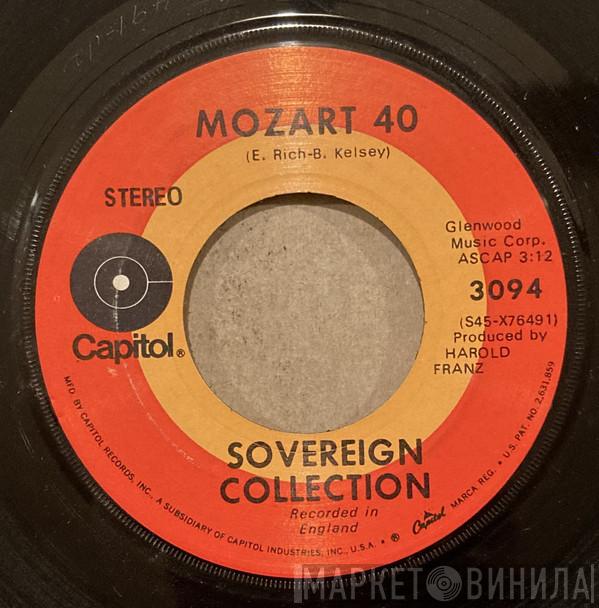 MOZART 40
(E. Rich-B. Kelsey)
STEREO
Glenwood
Music Corp.
ASCAP 3:12
3094
(S45-X76491)
Produced by
HAROLD
FRANZ
Capitol®
SOVEREIGN
COLLECTION
Recorded in
England
MFD. BY CAPITOL RECORDS, INC., A SUBSIDIARY OF CAPITOL INDUSTRIES, INC., U.S.A. • ® Capitol MARCA REG. • U.S. PAT. NO. 2,631,859
МАРКЕТ ВИНИЛА